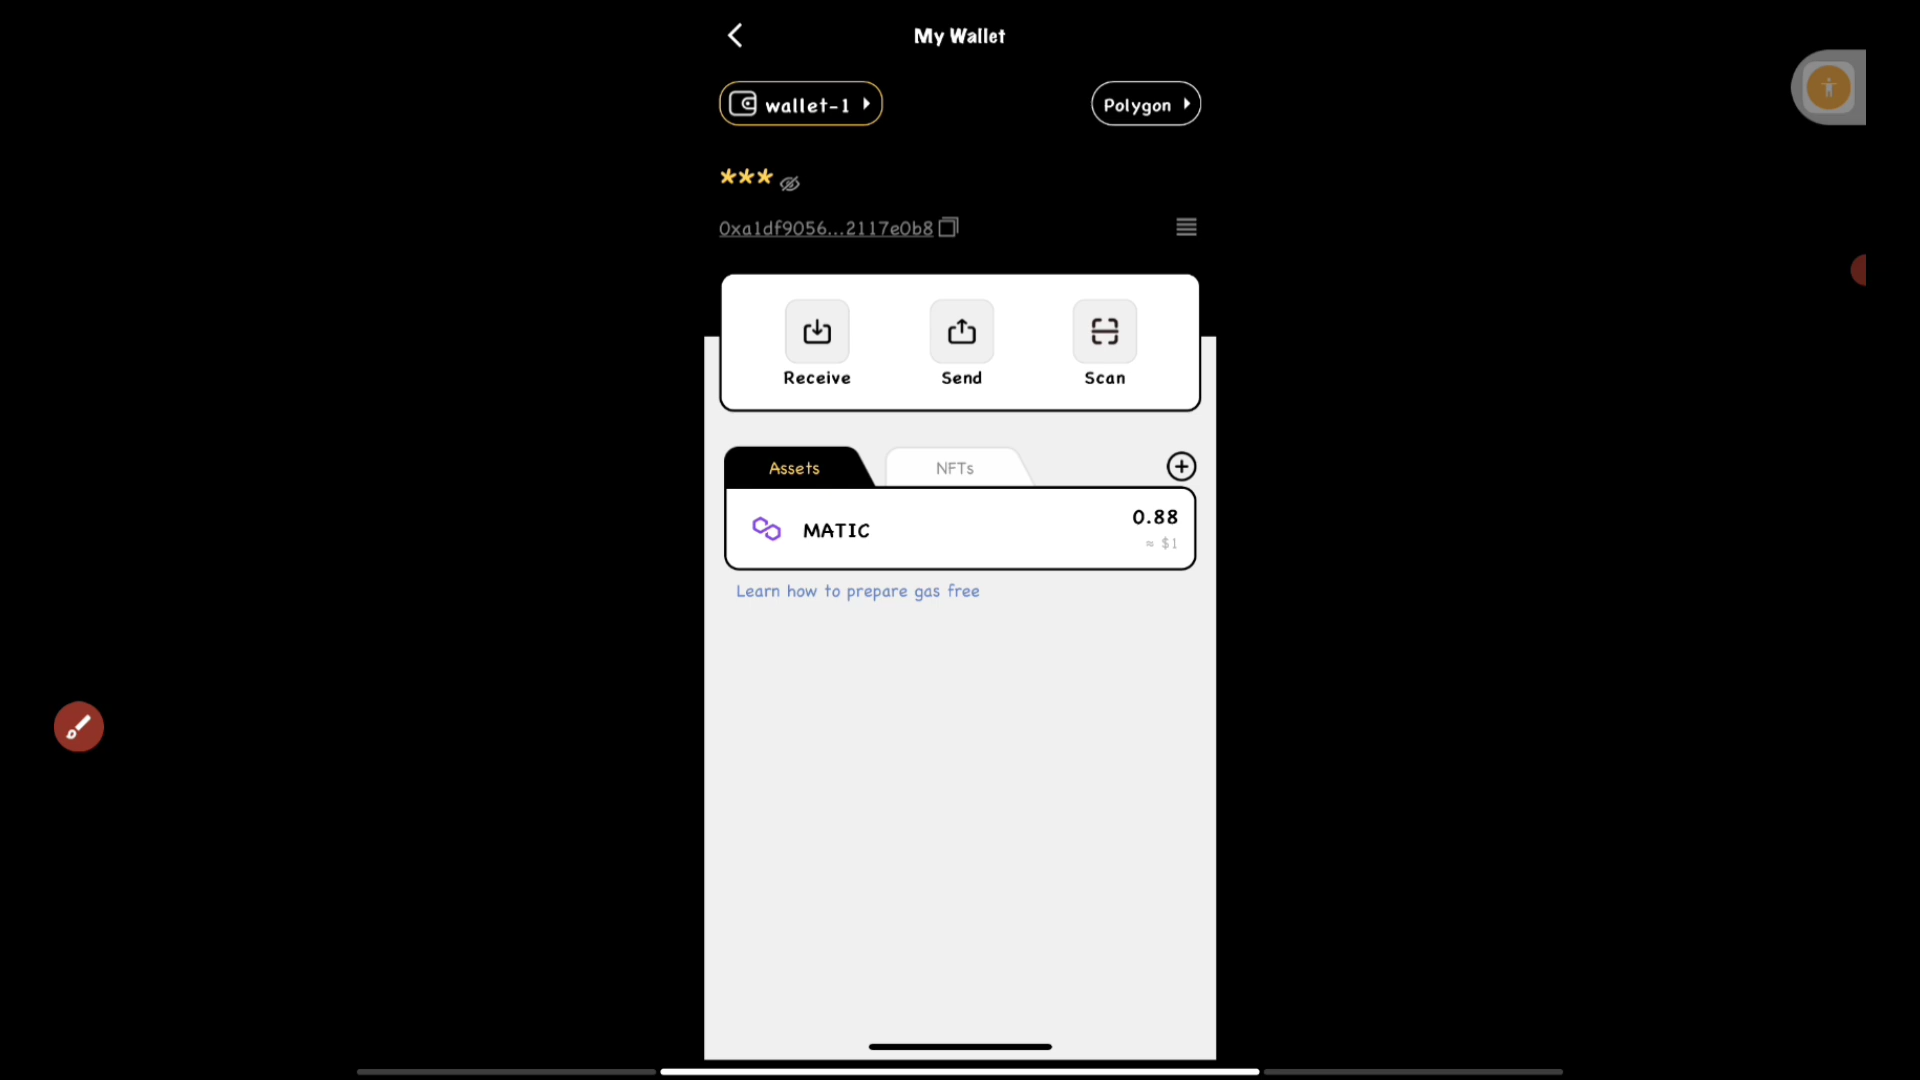 My Wallet
wallet-1
Polygon
***
0xa1df9056...2117e0b8
Receive
Send
Scan
Assets
NFTs
MATIC
0.88
≈ $1
Learn how to prepare gas free